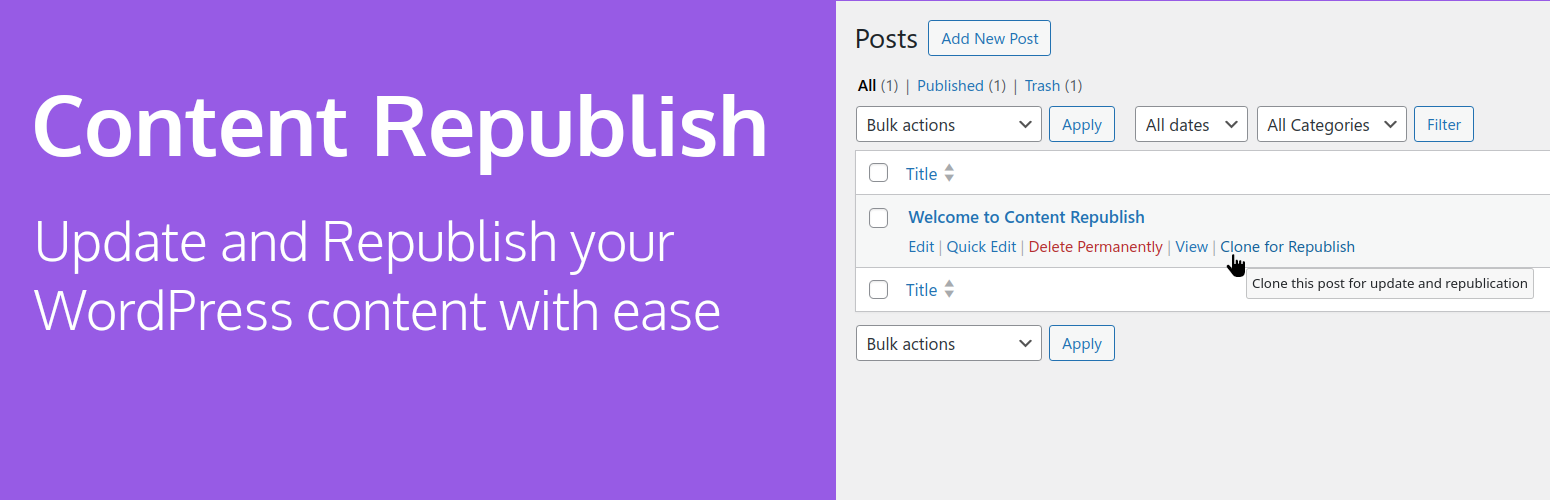 Content Republish
Update and Republish your
WordPress content with ease
Posts Add New Post
All (1) | Published (1) | Trash (1)
Bulk actions Apply All dates All Categories Filter
Title
Welcome to Content Republish
Edit | Quick Edit | Delete Permanently | View | Clone for Republish
Clone this post for update and republication
Title
Bulk actions Apply